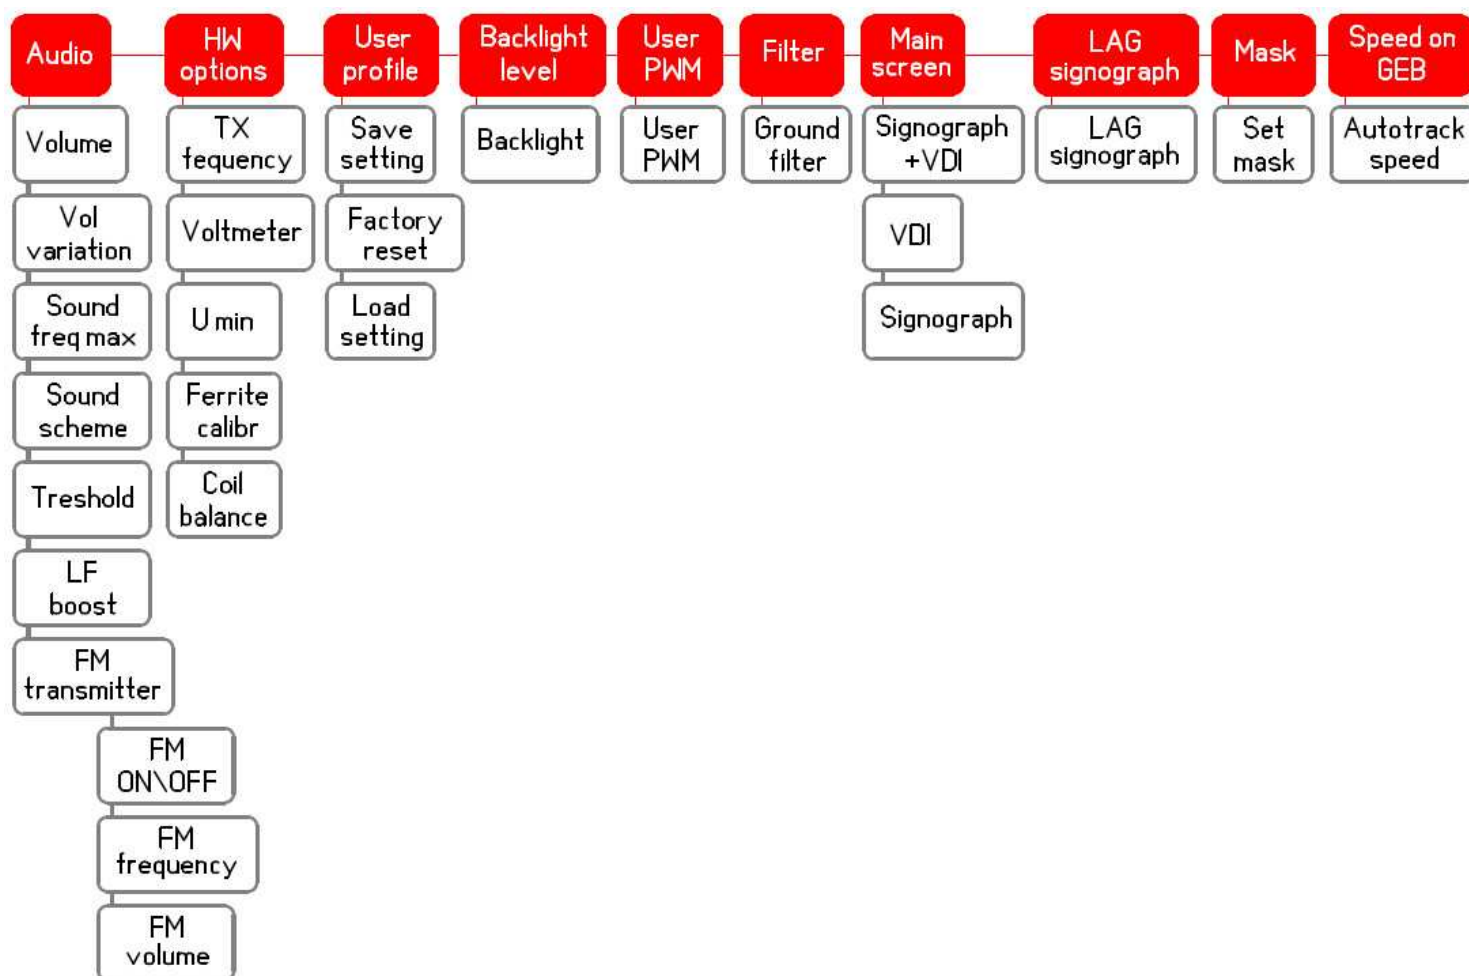 Audio
HW
options
User
profile
Backlight
level
User
PWM
Filter
Main
screen
LAG
signograph
Mask
Speed on
GEB
Volume
TX
fequency
Save
setting
Backlight
User
PWM
Ground
filter
Signograph
+VDI
LAG
signograph
Set
mask
Autotrack
speed
Vol
variation
Voltmeter
Factory
reset
VDI
Sound
freq max
U min
Load
setting
Signograph
Sound
scheme
Ferrite
calibr
Treshold
Coil
balance
LF
boost
FM
transmitter
FM
ON\OFF
FM
frequency
FM
volume